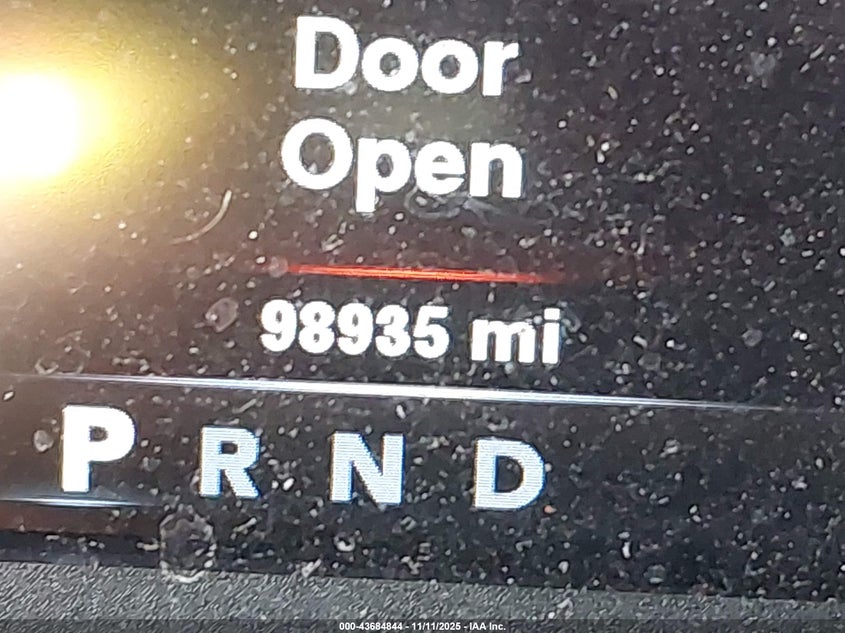 Door
Open
98935 mi
P R N D
000-43684844 - 11/11/2025 - IAA Inc.